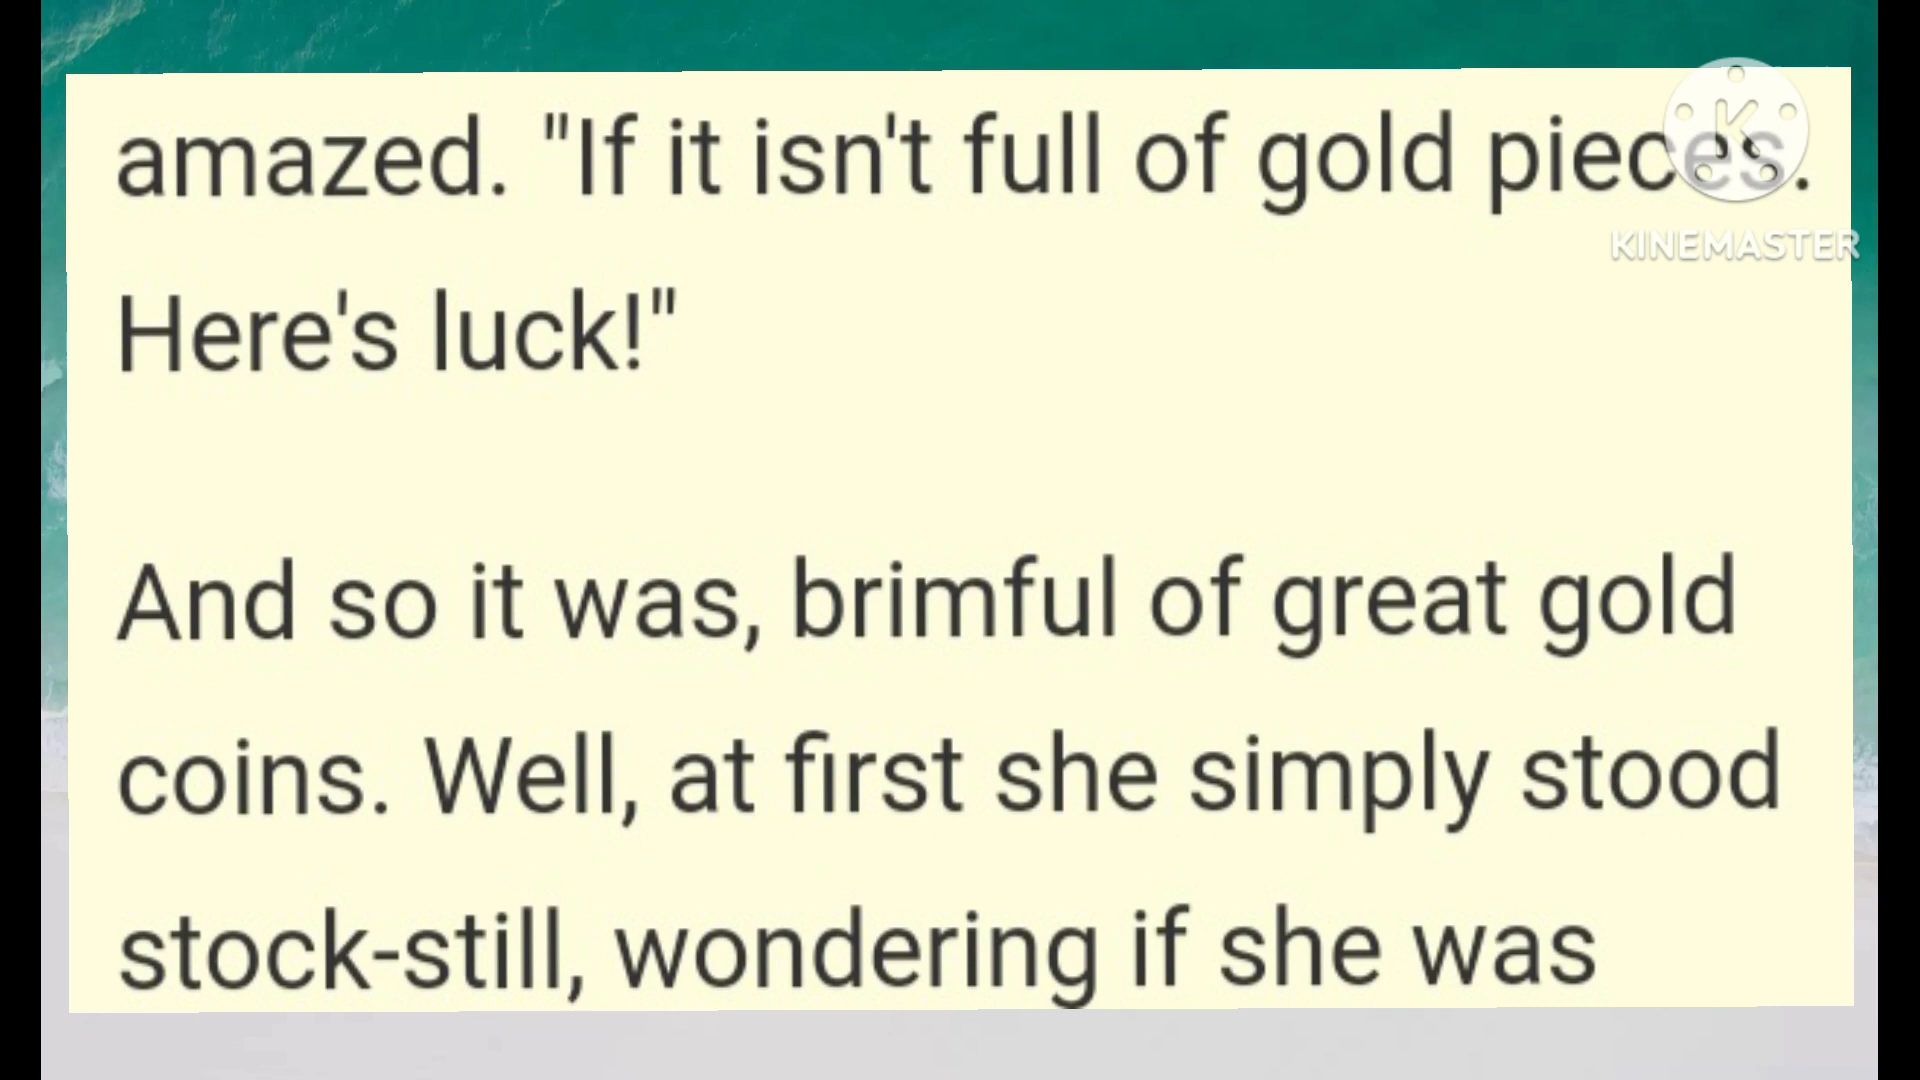 amazed. "If it isn't full of gold pieces.
KINEMASTER
Here's luck!"
And so it was, brimful of great gold
coins. Well, at first she simply stood
stock-still, wondering if she was